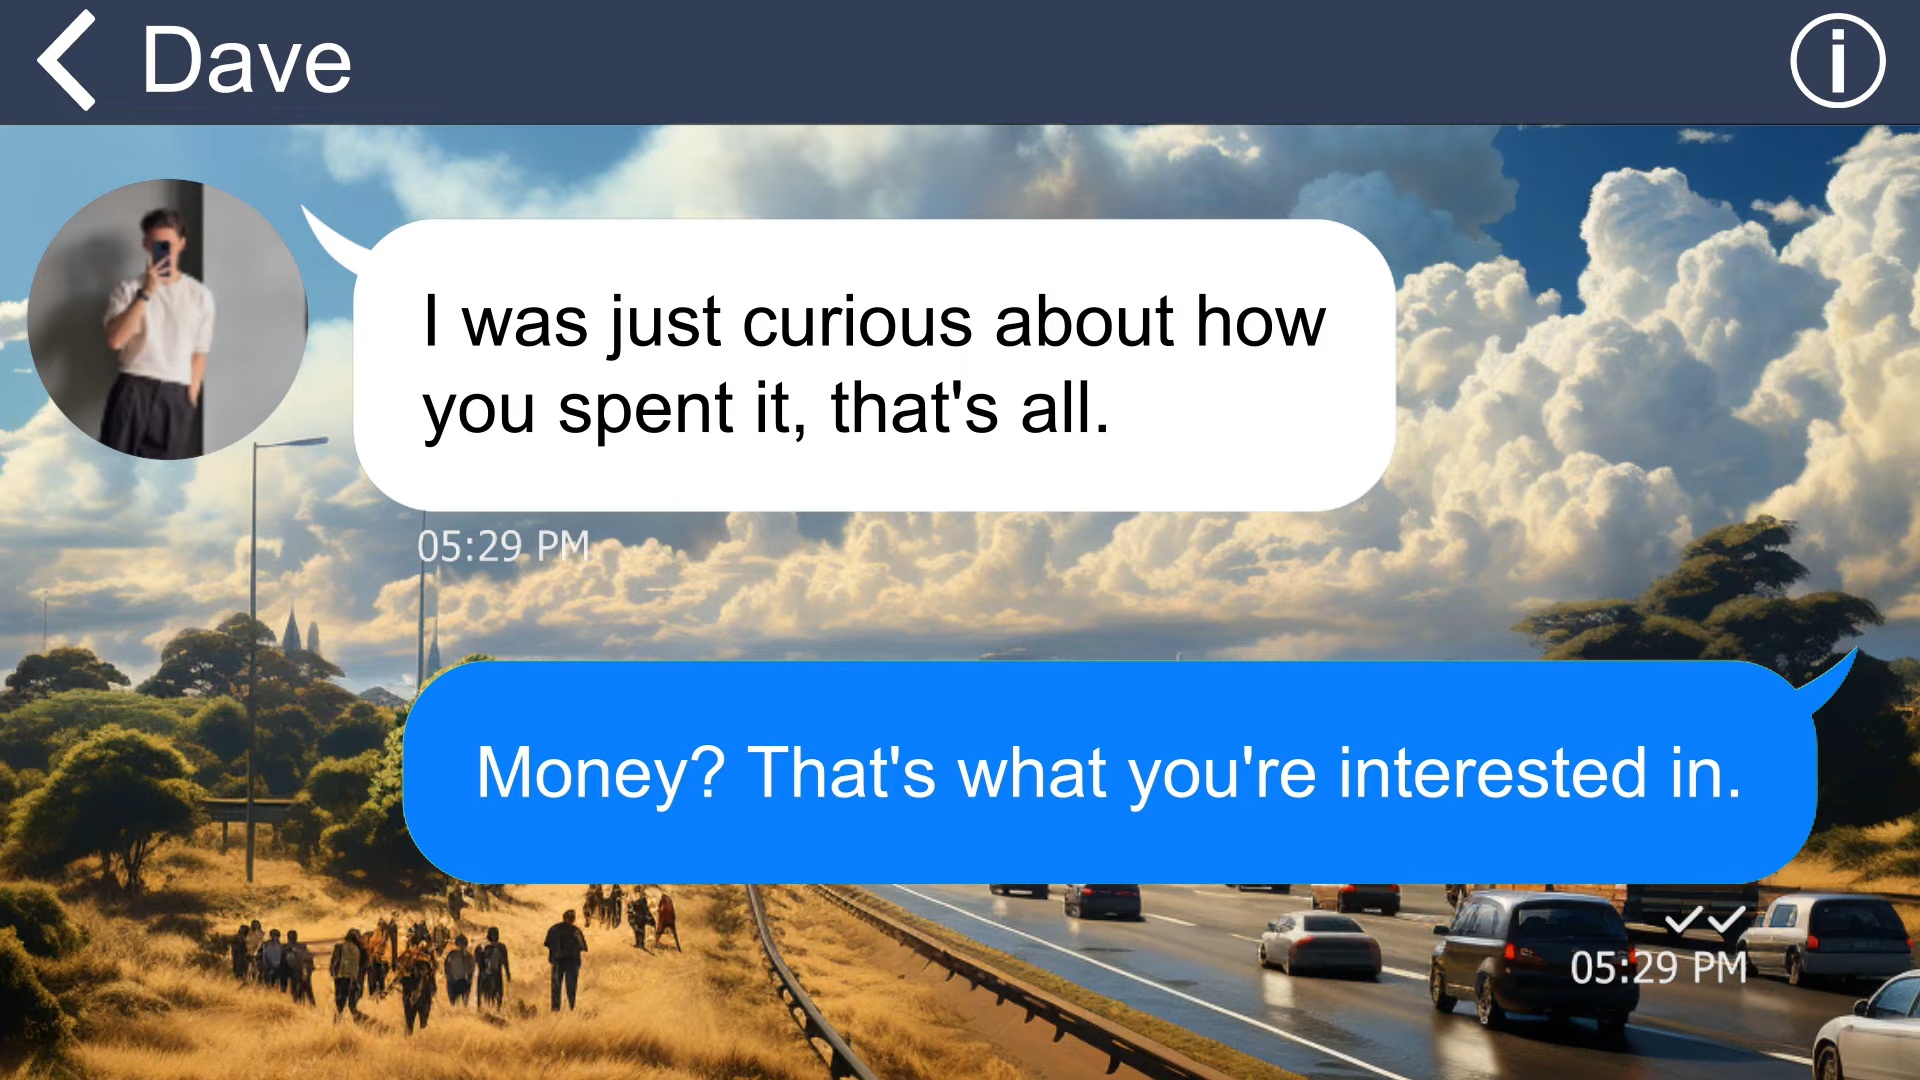 Dave
I was just curious about how
you spent it, that's all.
05:29 PM
Money? That's what you're interested in.
05:29 PM